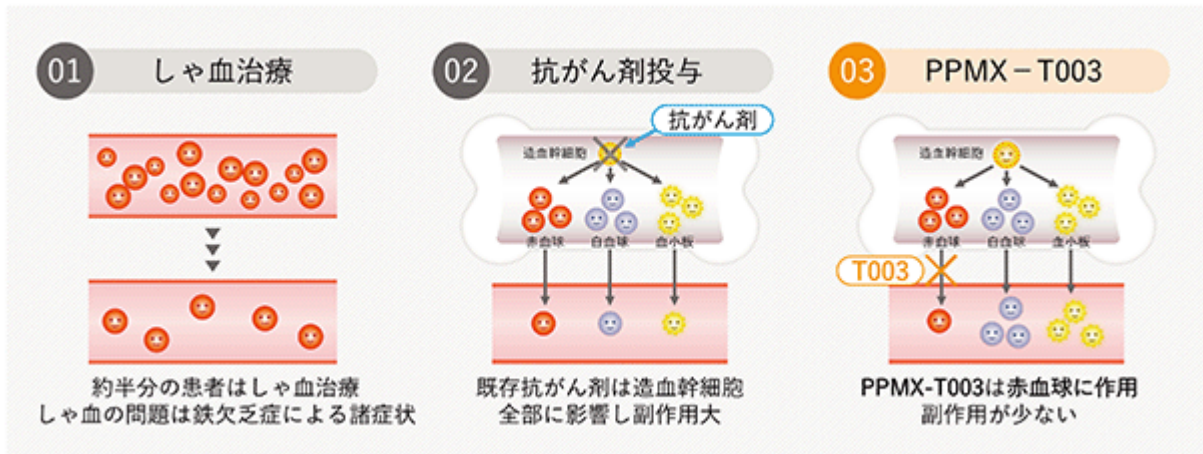 01 しゃ血治療
約半分の患者はしゃ血治療
しゃ血の問題は鉄欠乏症による諸症状
02 抗がん剤投与
抗がん剤
造血幹細胞
赤血球 白血球 血小板
既存抗がん剤は造血幹細胞
全部に影響し副作用大
03 PPMX-T003
造血幹細胞
赤血球 白血球 血小板
T003
PPMX-T003は赤血球に作用
副作用が少ない